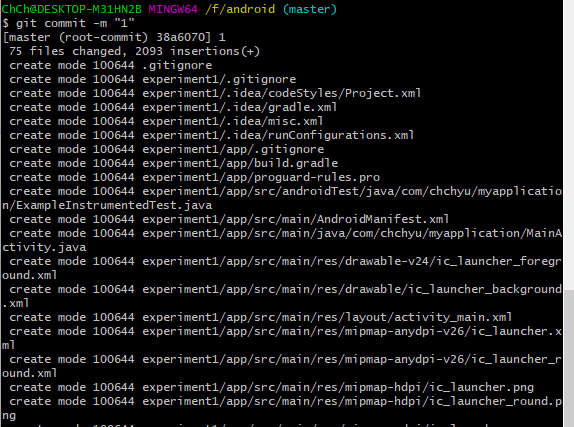 ChCh@DESKTOP-M31HN2B MINGW64 /f/android (master)
$ git commit -m "1"
[master (root-commit) 38a6070] 1
 75 files changed, 2093 insertions(+)
 create mode 100644 .gitignore
 create mode 100644 experiment1/.gitignore
 create mode 100644 experiment1/.idea/codeStyles/Project.xml
 create mode 100644 experiment1/.idea/gradle.xml
 create mode 100644 experiment1/.idea/misc.xml
 create mode 100644 experiment1/.idea/runConfigurations.xml
 create mode 100644 experiment1/app/.gitignore
 create mode 100644 experiment1/app/build.gradle
 create mode 100644 experiment1/app/proguard-rules.pro
 create mode 100644 experiment1/app/src/androidTest/java/com/chchyu/myapplicatio
n/ExampleInstrumentedTest.java
 create mode 100644 experiment1/app/src/main/AndroidManifest.xml
 create mode 100644 experiment1/app/src/main/java/com/chchyu/myapplication/MainA
ctivity.java
 create mode 100644 experiment1/app/src/main/res/drawable-v24/ic_launcher_foregr
ound.xml
 create mode 100644 experiment1/app/src/main/res/drawable/ic_launcher_background
.xml
 create mode 100644 experiment1/app/src/main/res/layout/activity_main.xml
 create mode 100644 experiment1/app/src/main/res/mipmap-anydpi-v26/ic_launcher.x
ml
 create mode 100644 experiment1/app/src/main/res/mipmap-anydpi-v26/ic_launcher_r
ound.xml
 create mode 100644 experiment1/app/src/main/res/mipmap-hdpi/ic_launcher.png
 create mode 100644 experiment1/app/src/main/res/mipmap-hdpi/ic_launcher_round.p
ng